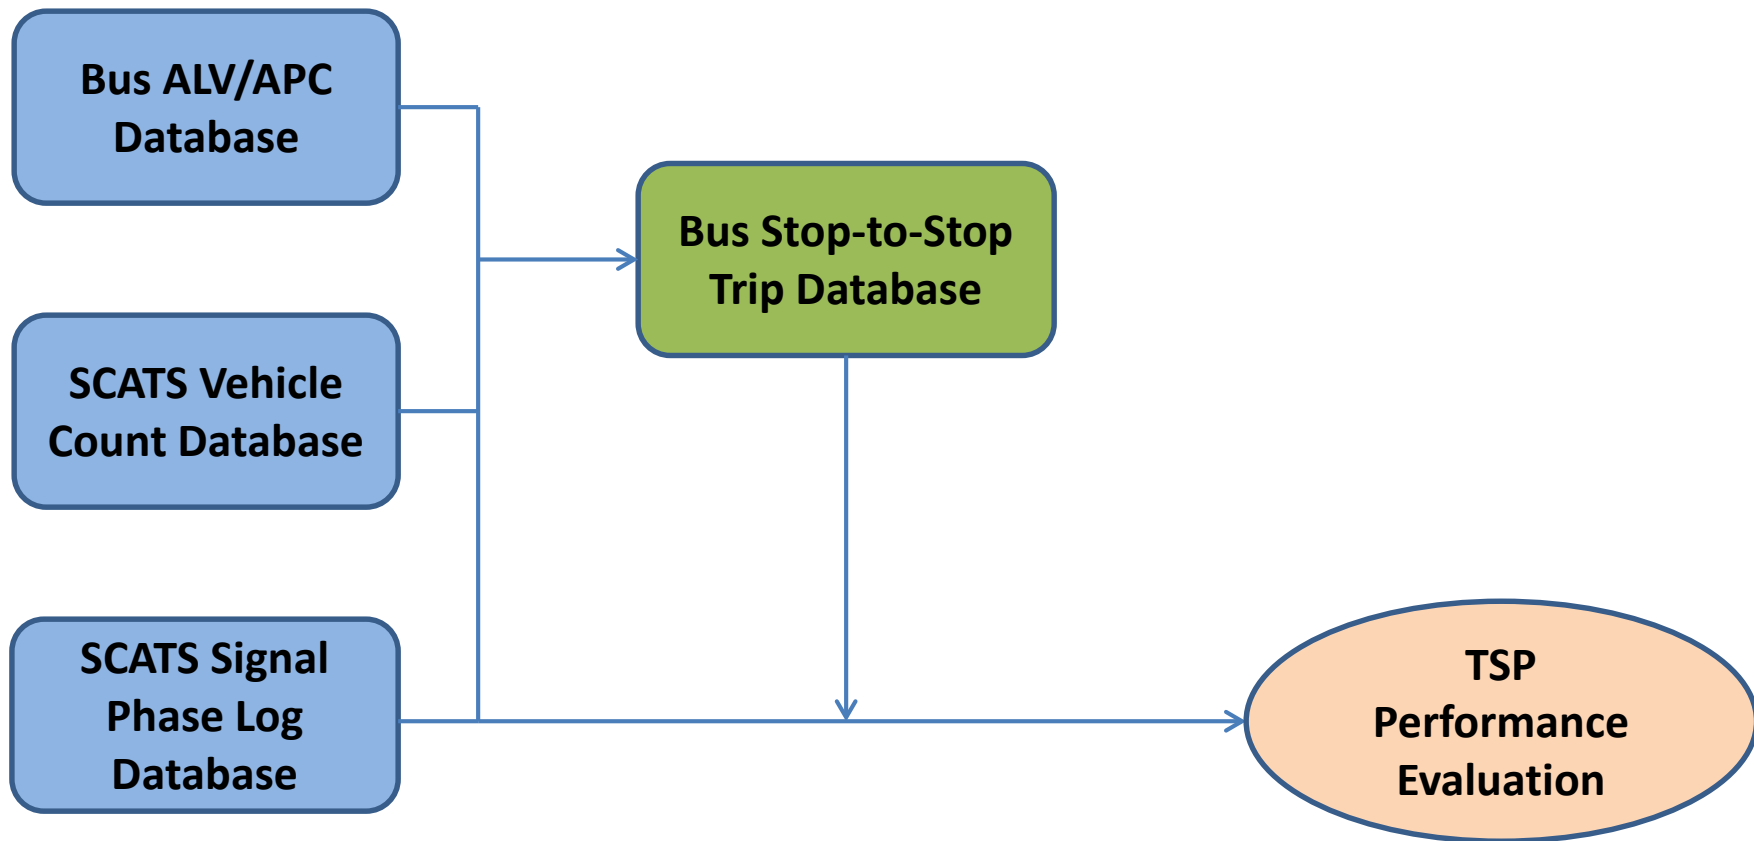 Bus ALV/APC
Database
Bus Stop-to-Stop
Trip Database
SCATS Vehicle
Count Database
SCATS Signal
Phase Log
Database
TSP
Performance
Evaluation